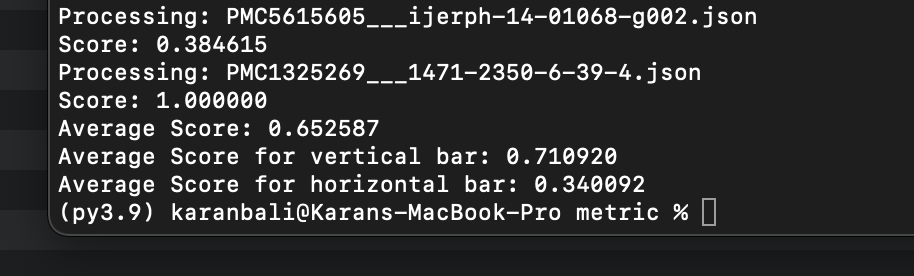 Processing: PMC5615605___ijerph-14-01068-g002.json
Score: 0.384615
Processing: PMC1325269___1471-2350-6-39-4.json
Score: 1.000000
Average Score: 0.652587
Average Score for vertical bar: 0.710920
Average Score for horizontal bar: 0.340092
(py3.9) karanbali@Karans-MacBook-Pro metric %